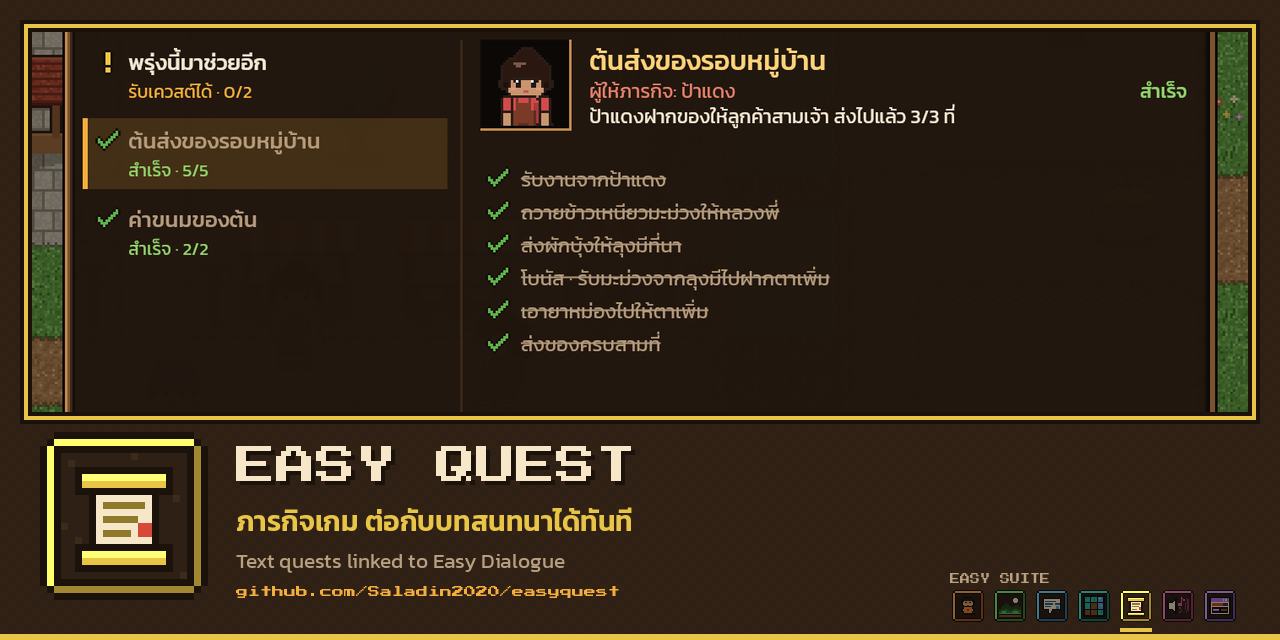 พรุ่งนี้มาช่วยอีก
รับเควสต์ได้ · 0/2
ต้นส่งของรอบหมู่บ้าน
สำเร็จ · 5/5
ค่าขนมของต้น
สำเร็จ · 2/2
ต้นส่งของรอบหมู่บ้าน
ผู้ให้ภารกิจ: ป้าแดง
สำเร็จ
ป้าแดงฝากของให้ลูกค้าสามเจ้า ส่งไปแล้ว 3/3 ที่
รับงานจากป้าแดง
ถวายข้าวเหนียวมะม่วงให้หลวงพี่
ส่งผักบุ้งให้ลุงมีที่นา
โบนัส · รับมะม่วงจากลุงมีไปฝากตาเพิ่ม
เอายาหม่องไปให้ตาเพิ่ม
ส่งของครบสามที่
EASY QUEST
ภารกิจเกม ต่อกับบทสนทนาได้ทันที
Text quests linked to Easy Dialogue
github.com/Saladin2020/easyquest
EASY SUITE